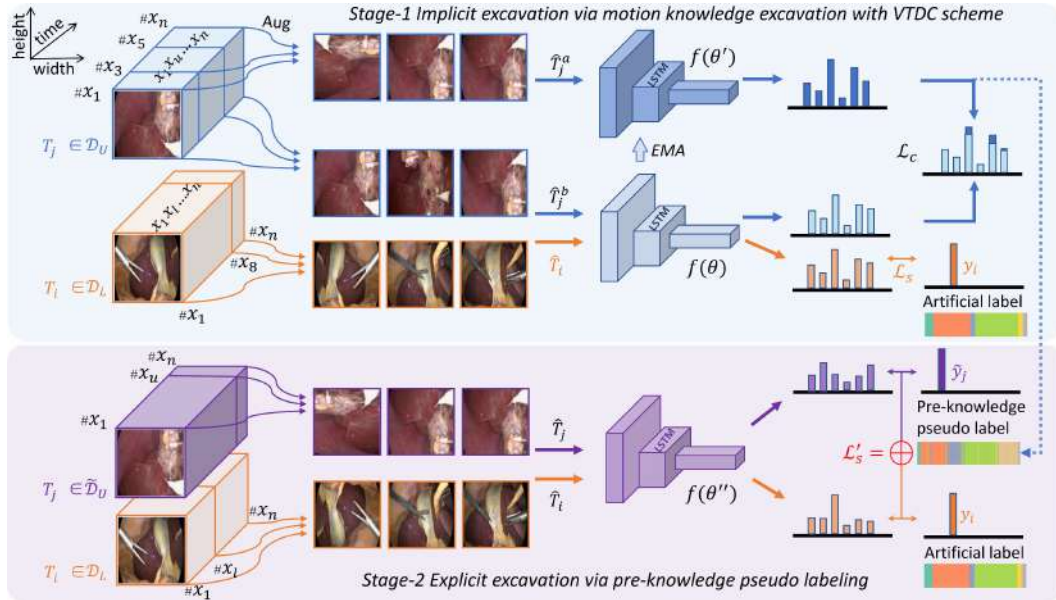 Stage-1 Implicit excavation via motion knowledge excavation with VTDC scheme
height
time
width
#x_n
#x_5
#x_3
#x_1
x_1 x_u ... x_n
Aug
T_j ∈ D_U
T̂_j^a
LSTM
f(θ′)
EMA
L_c
x_1 x_l ... x_n
#x_n
#x_8
#x_1
T_i ∈ D_L
T̂_j^b
T̂_i
LSTM
f(θ)
L_s
y_i
Artificial label
#x_n
#x_u
#x_1
T_j ∈ D̃_U
T̂_j
T̂_i
LSTM
f(θ′′)
ỹ_j
Pre-knowledge
pseudo label
L′_s =
#x_n
#x_l
#x_1
T_i ∈ D_L
y_i
Artificial label
Stage-2 Explicit excavation via pre-knowledge pseudo labeling